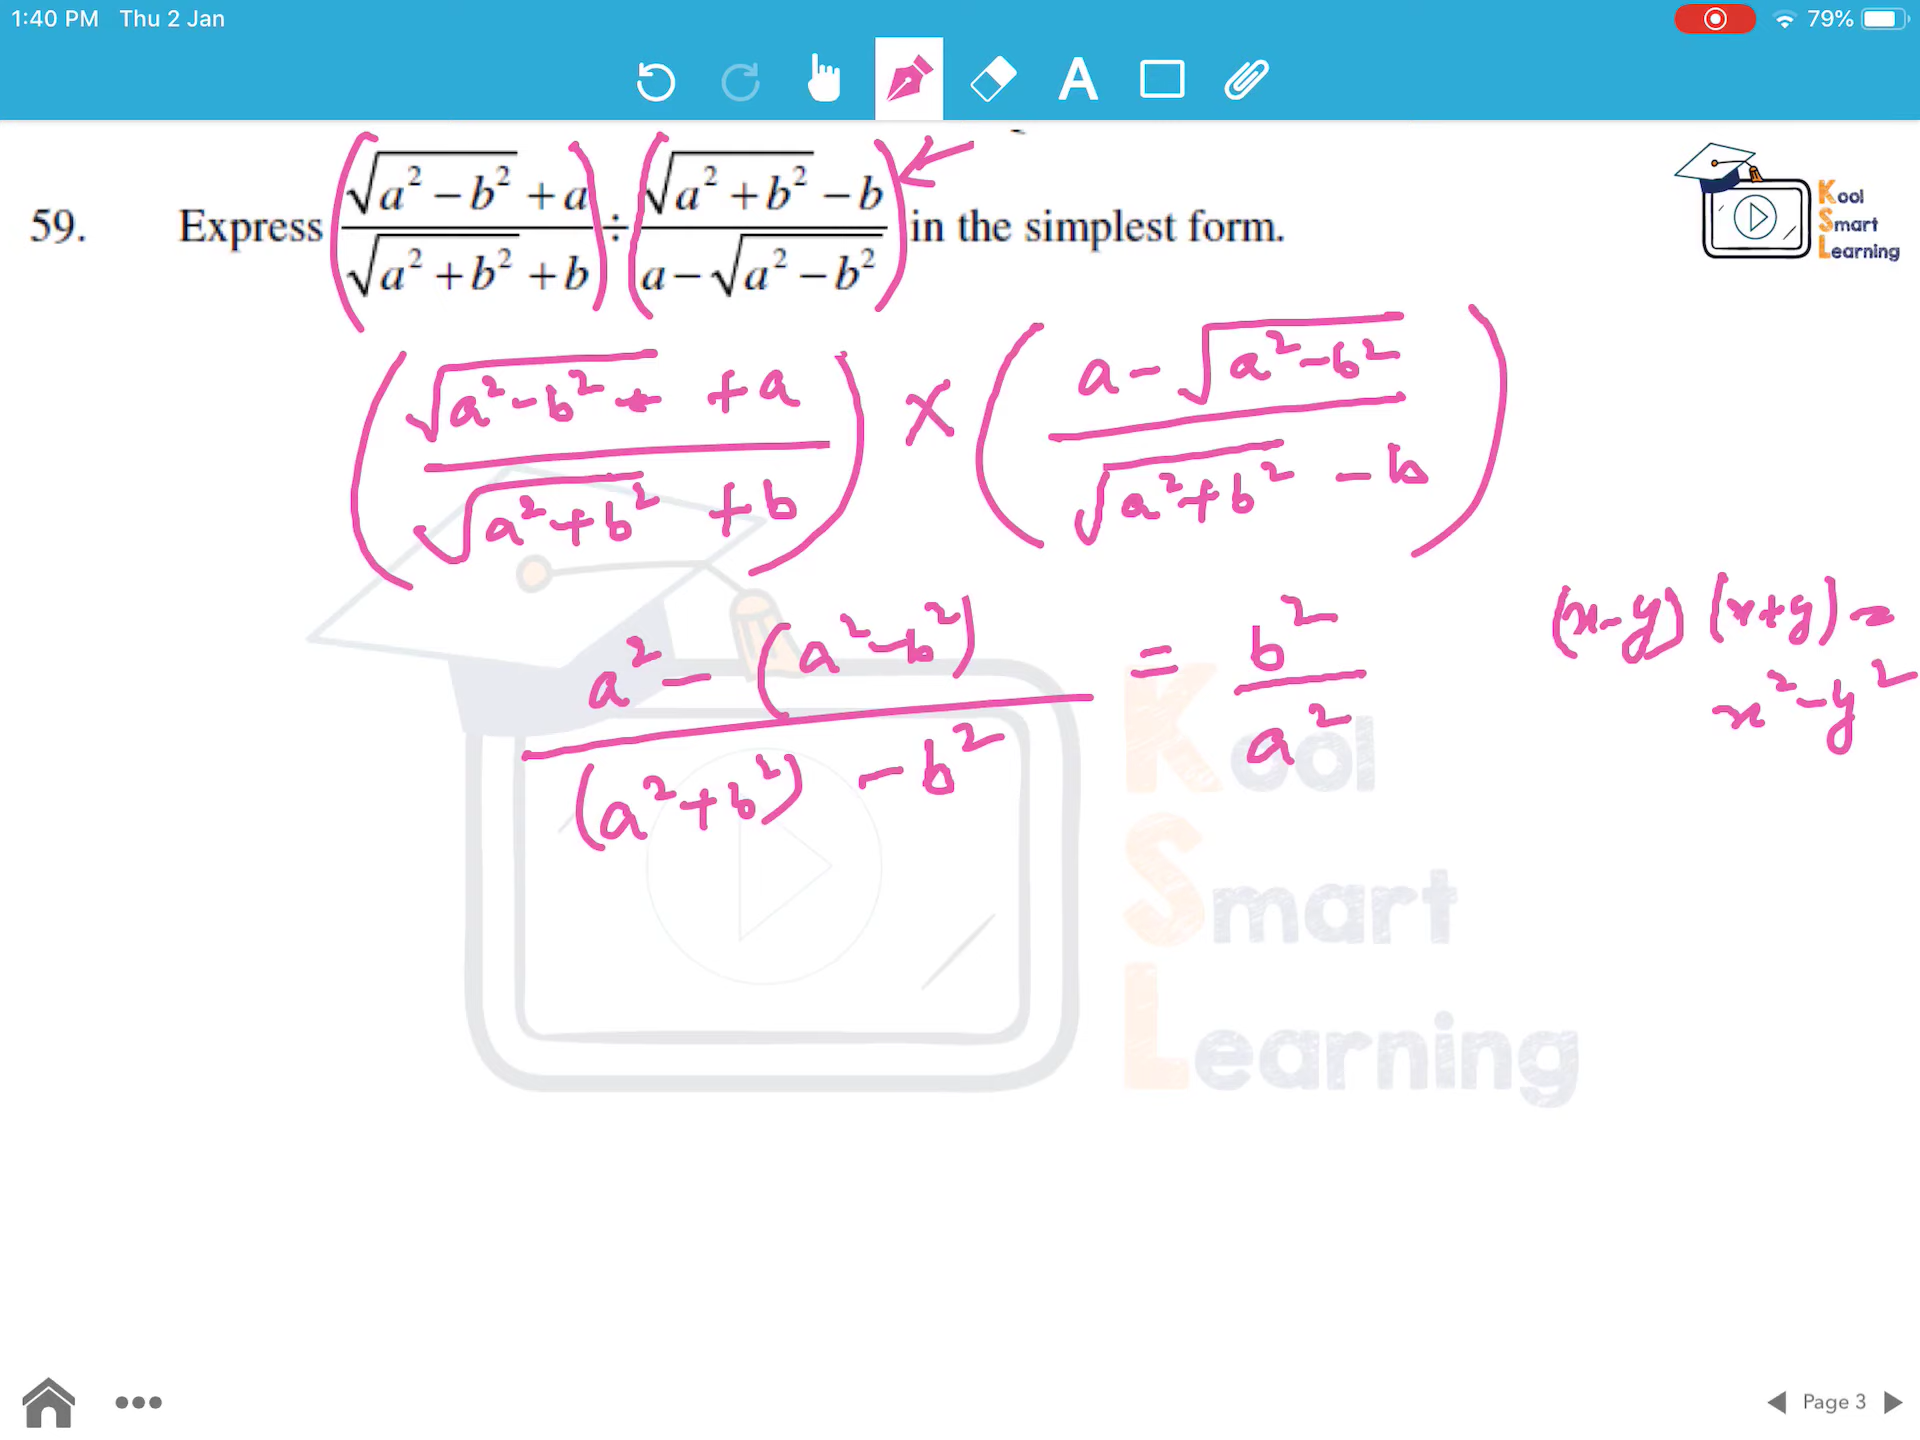 1:40 PM Thu 2 Jan
79%
A
59. Express (√(a² − b²) + a)/(√(a² + b²) + b) ÷ (√(a² + b²) − b)/(a − √(a² − b²)) in the simplest form.
Kool
Smart
Learning
((√(a²-b²) + + a)/(√(a²+b²) + b)) × ((a - √(a²-b²))/(√(a²+b²) - b))
(a² - (a²-b²))/((a²+b²) - b²) = b²/a²
(x-y) (x+y) =
x²-y²
Kool
Smart
Learning
Page 3